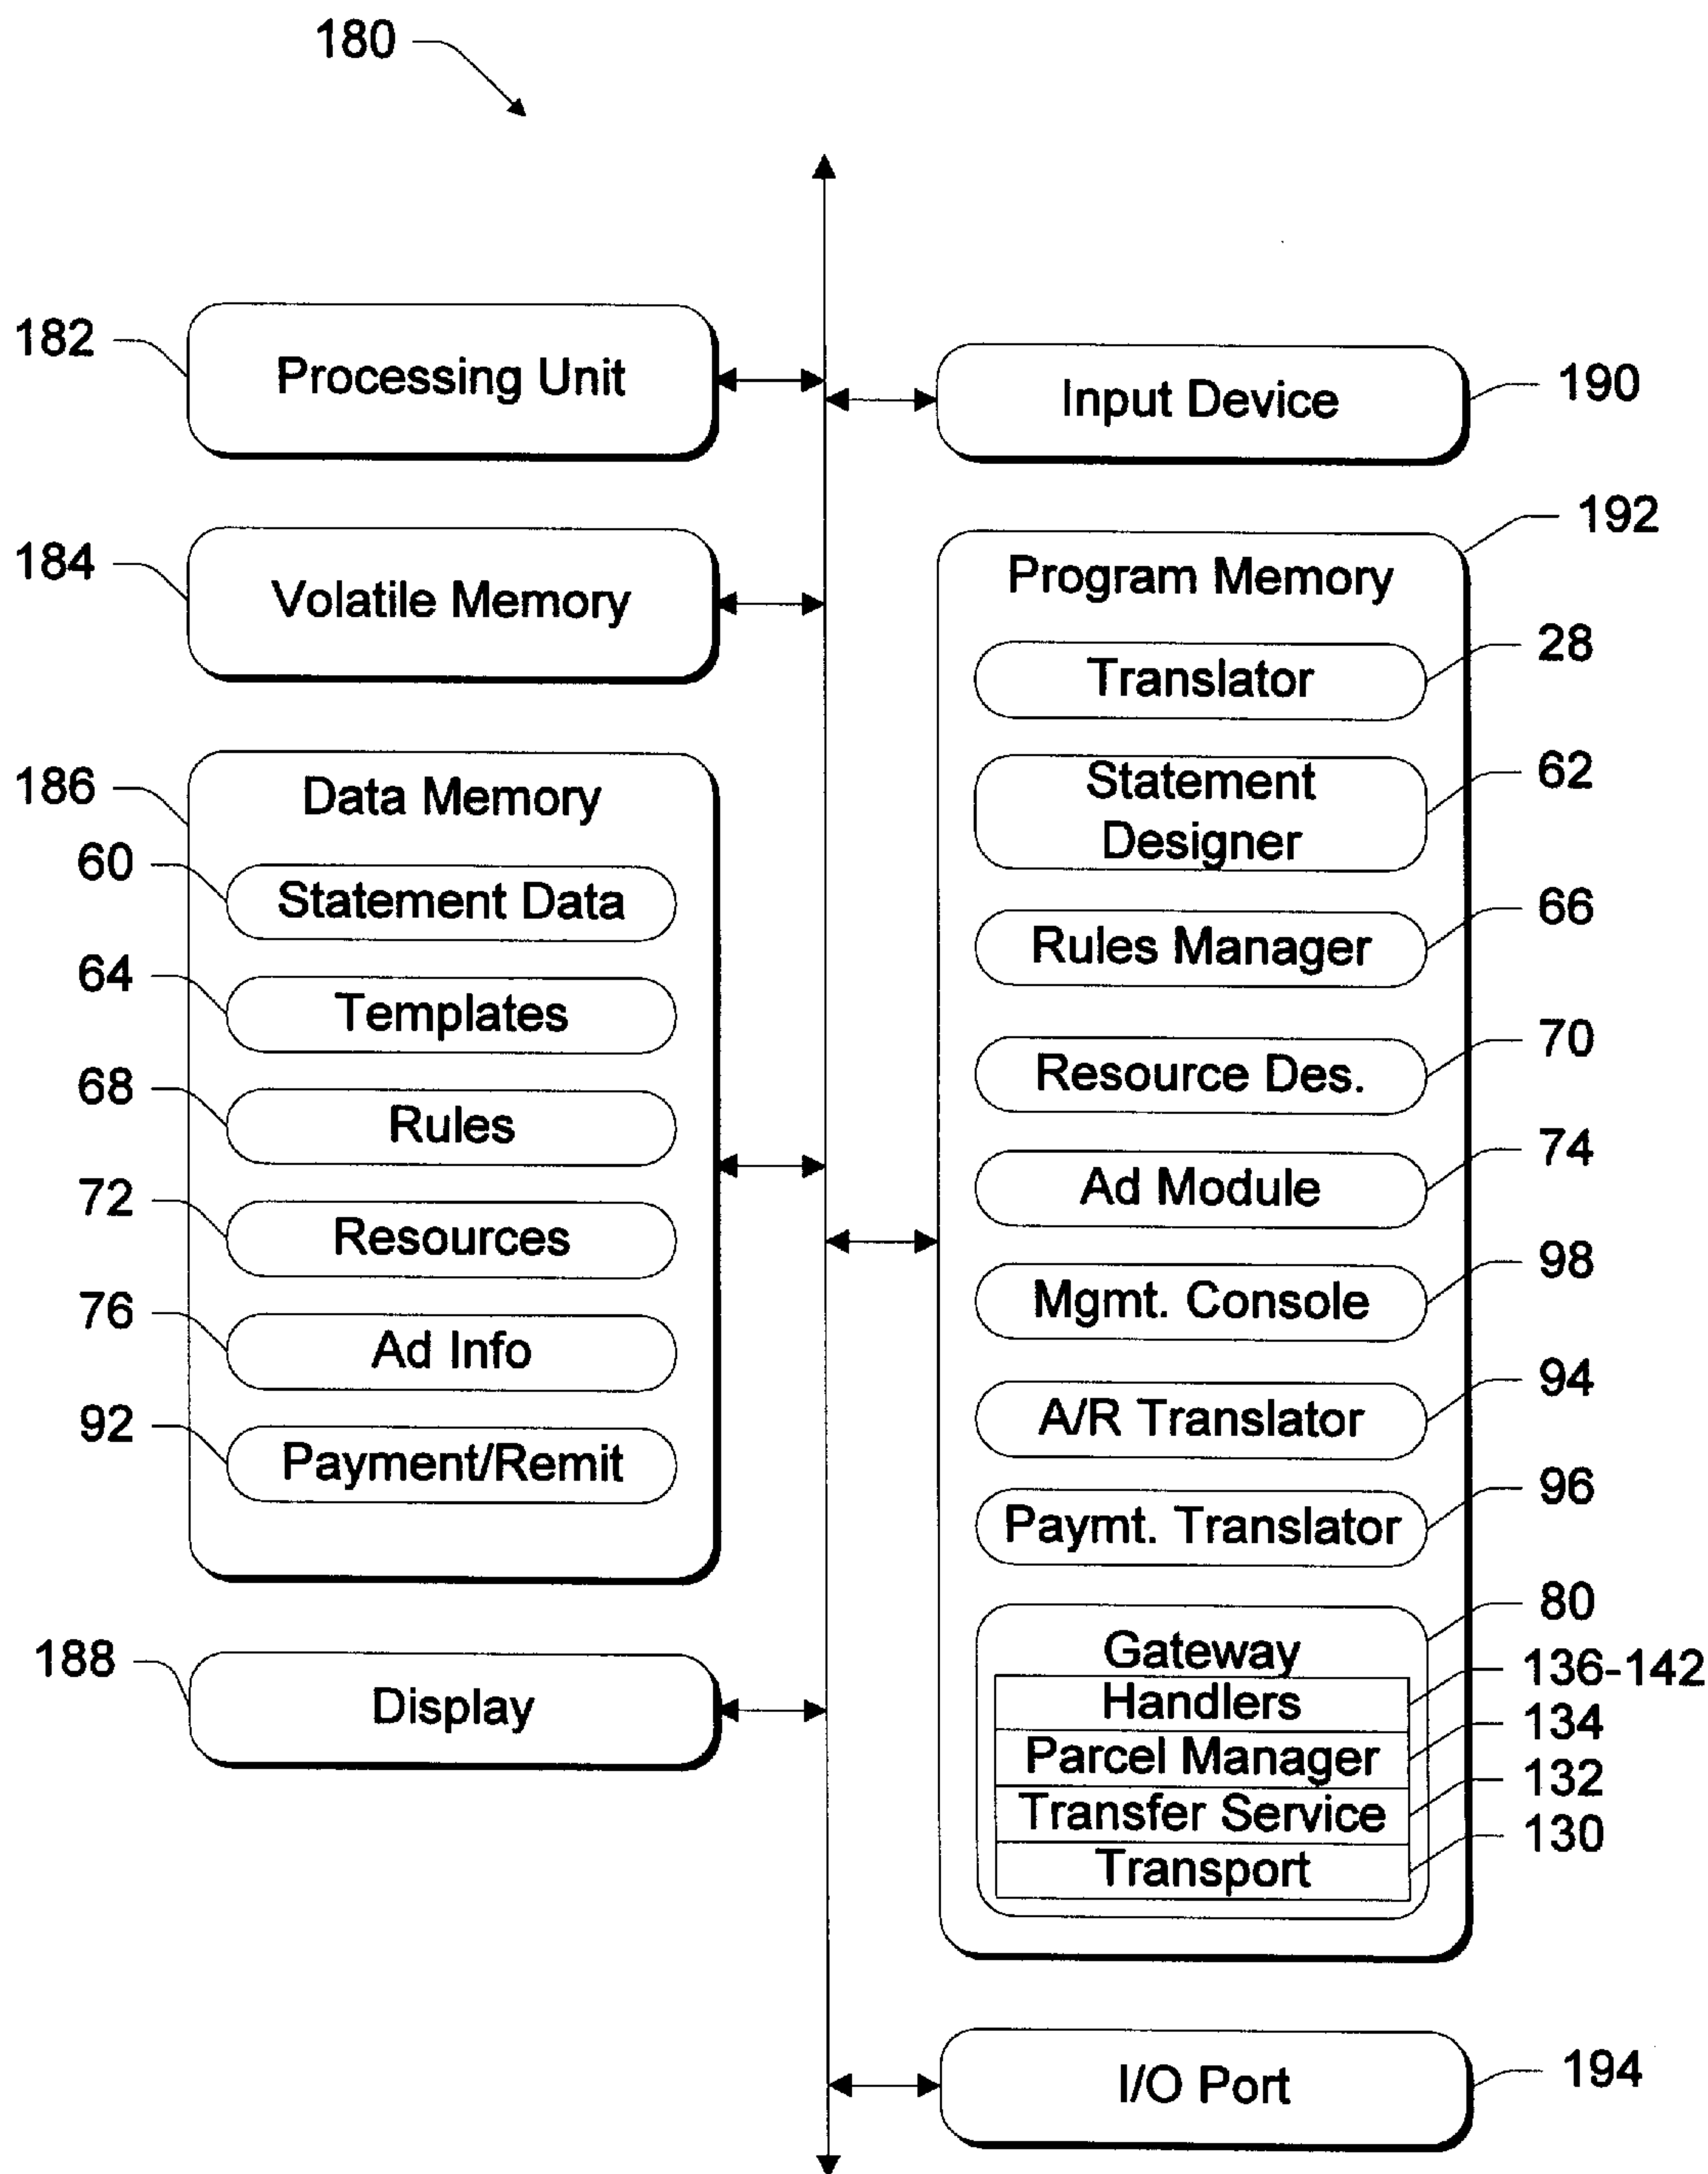 180
182
Processing Unit
Input Device
190
184
Volatile Memory
192
Program Memory
Translator
28
Statement
Designer
62
Rules Manager
66
Resource Des.
70
Ad Module
74
Mgmt. Console
98
A/R Translator
94
Paymt. Translator
96
80
Gateway
Handlers
136-142
Parcel Manager
134
Transfer Service
132
Transport
130
186
Data Memory
60
Statement Data
64
Templates
68
Rules
72
Resources
76
Ad Info
92
Payment/Remit
188
Display
I/O Port
194